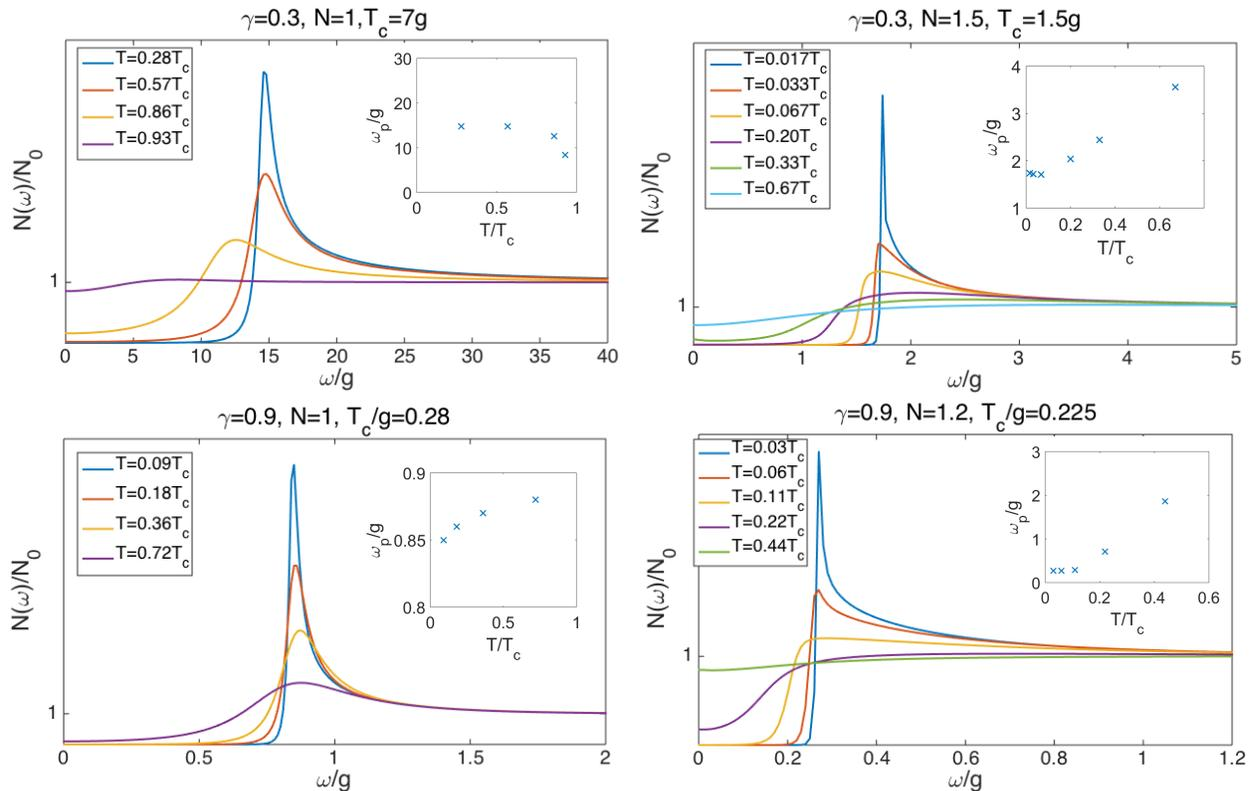 γ=0.3, N=1,T_c=7g
T=0.28T_c
T=0.57T_c
T=0.86T_c
T=0.93T_c
30
20
10
0
ω_p/g
0 0.5 1
T/T_c
N(ω)/N_0
1
0 5 10 15 20 25 30 35 40
ω/g
γ=0.3, N=1.5, T_c=1.5g
T=0.017T_c
T=0.033T_c
T=0.067T_c
T=0.20T_c
T=0.33T_c
T=0.67T_c
4
3
2
1
ω_p/g
0 0.2 0.4 0.6
T/T_c
N(ω)/N_0
1
0 1 2 3 4 5
ω/g
γ=0.9, N=1, T_c/g=0.28
T=0.09T_c
T=0.18T_c
T=0.36T_c
T=0.72T_c
0.9
0.85
0.8
ω_p/g
0 0.5 1
T/T_c
N(ω)/N_0
1
0 0.5 1 1.5 2
ω/g
γ=0.9, N=1.2, T_c/g=0.225
T=0.03T_c
T=0.06T_c
T=0.11T_c
T=0.22T_c
T=0.44T_c
3
2
1
0
ω_p/g
0 0.2 0.4 0.6
T/T_c
N(ω)/N_0
1
0 0.2 0.4 0.6 0.8 1 1.2
ω/g